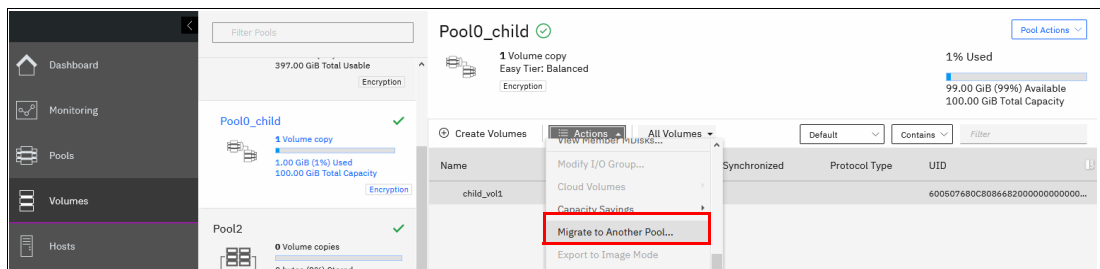 Dashboard
Monitoring
Pools
Volumes
Hosts
Filter Pools
397.00 GiB Total Usable
Encryption
Pool0_child
1 Volume copy
1.00 GiB (1%) Used
100.00 GiB Total Capacity
Encryption
Pool2
0 Volume copies
Pool0_child
1 Volume copy
Easy Tier: Balanced
Encryption
Pool Actions
1% Used
99.00 GiB (99%) Available
100.00 GiB Total Capacity
Create Volumes
Actions
All Volumes
Default
Contains
Filter
View Member MDisks...
Modify I/O Group...
Cloud Volumes
Capacity Savings
Migrate to Another Pool...
Export to Image Mode
Name
Synchronized
Protocol Type
UID
child_vol1
600507680C8086682000000000000...